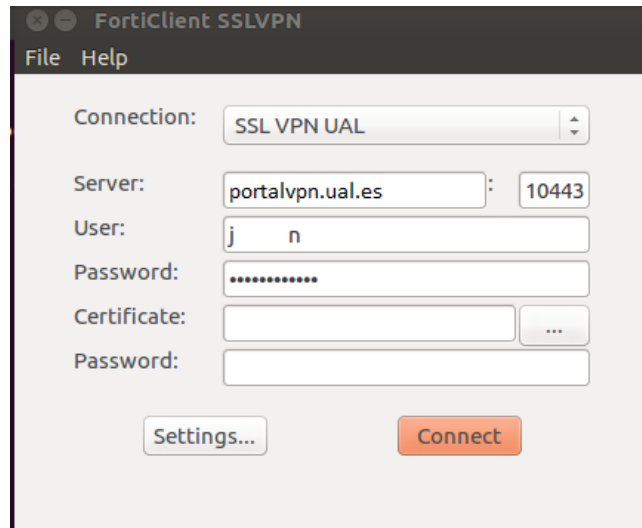 FortiClient SSLVPN
File Help
Connection: SSL VPN UAL
Server: portalvpn.ual.es : 10443
User: j n
Password: ••••••••••••
Certificate: ...
Password:
Settings... Connect